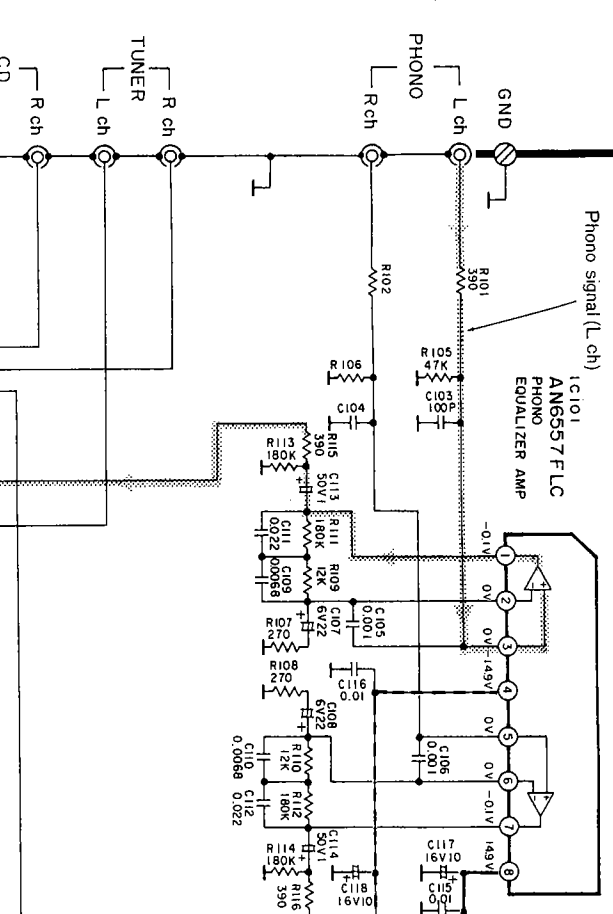 PHONO
L ch
R ch
GND
TUNER
R ch
L ch
CD
R ch
Phono signal (L ch)
IC101
AN6557FLC
PHONO
EQUALIZER AMP
R101
390
R102
R105
47K
R106
C103
100P
C104
R115
390
R113
180K
C113
50V1
R111
180K
C111
0.022
R109
12K
C109
0.0068
C107
6V22
C105
0.001
R107
270
R108
270
C116
0.01
C108
6V22
C106
0.001
R110
12K
C110
0.0068
R112
180K
C112
0.022
C114
50V1
R114
180K
R116
390
C118
16V10
C117
16V10
C115
0.01
-0.1V
1
0V
2
0V
3
-14.9V
4
0V
5
0V
6
-0.1V
7
14.9V
8